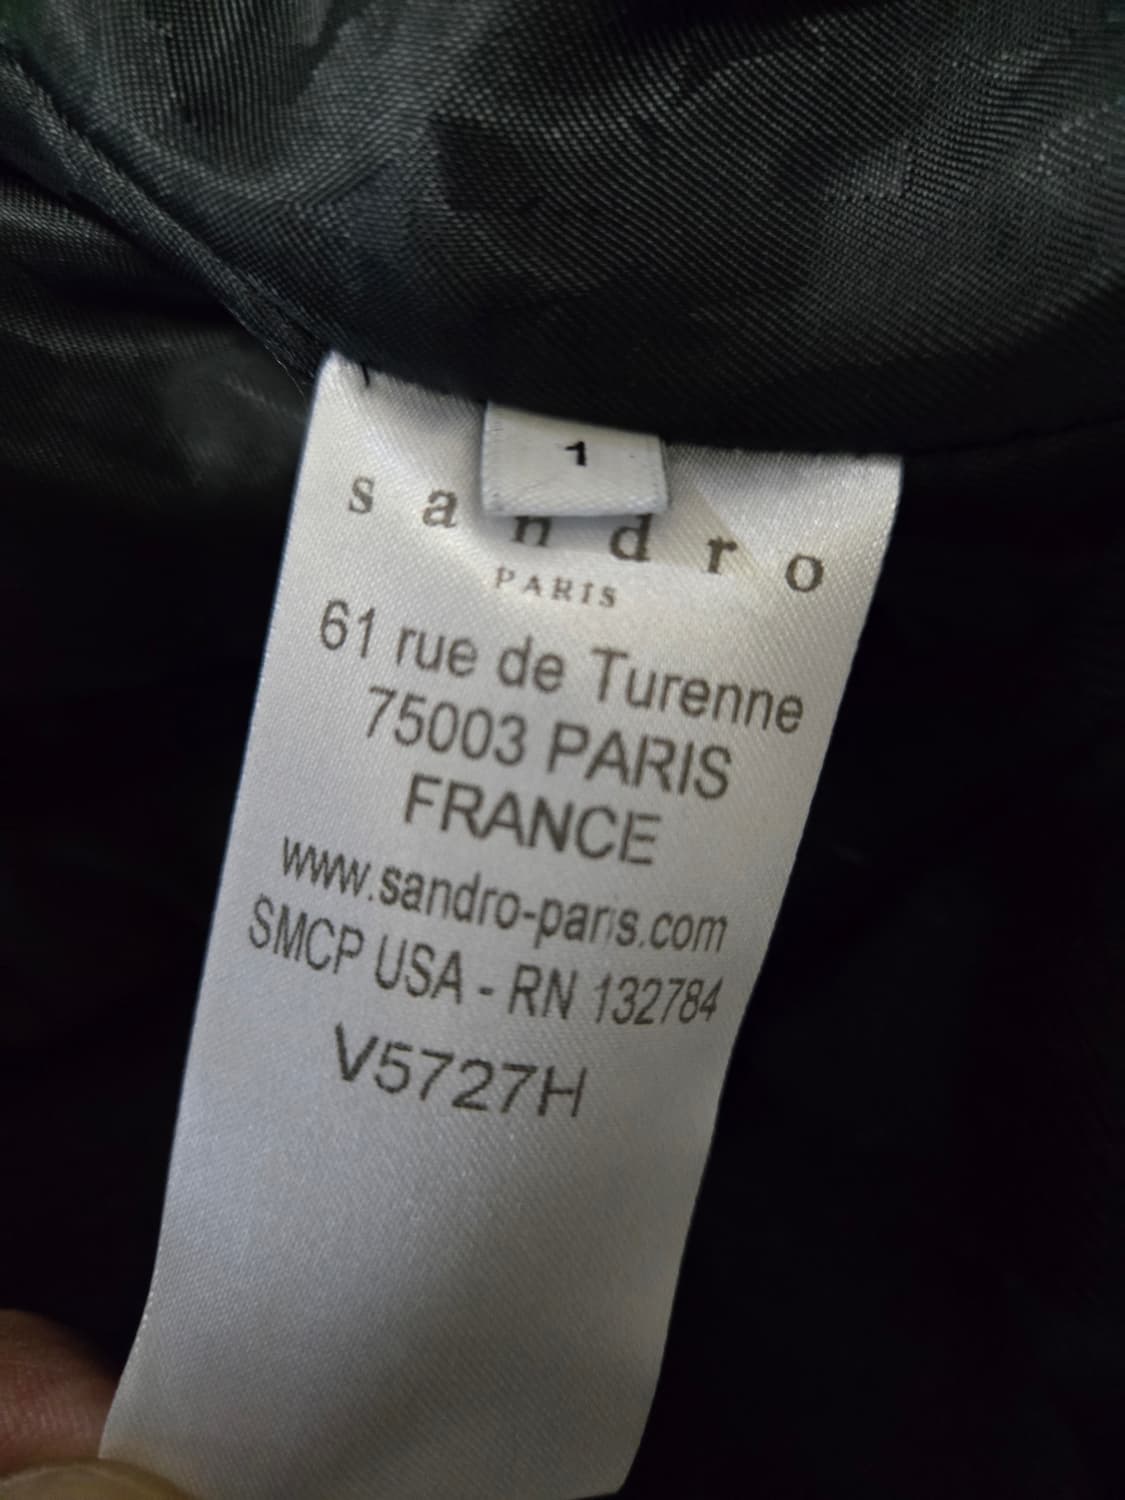 1
sandro
PARIS
61 rue de Turenne
75003 PARIS
FRANCE
www.sandro-paris.com
SMCP USA - RN 132784
V5727H